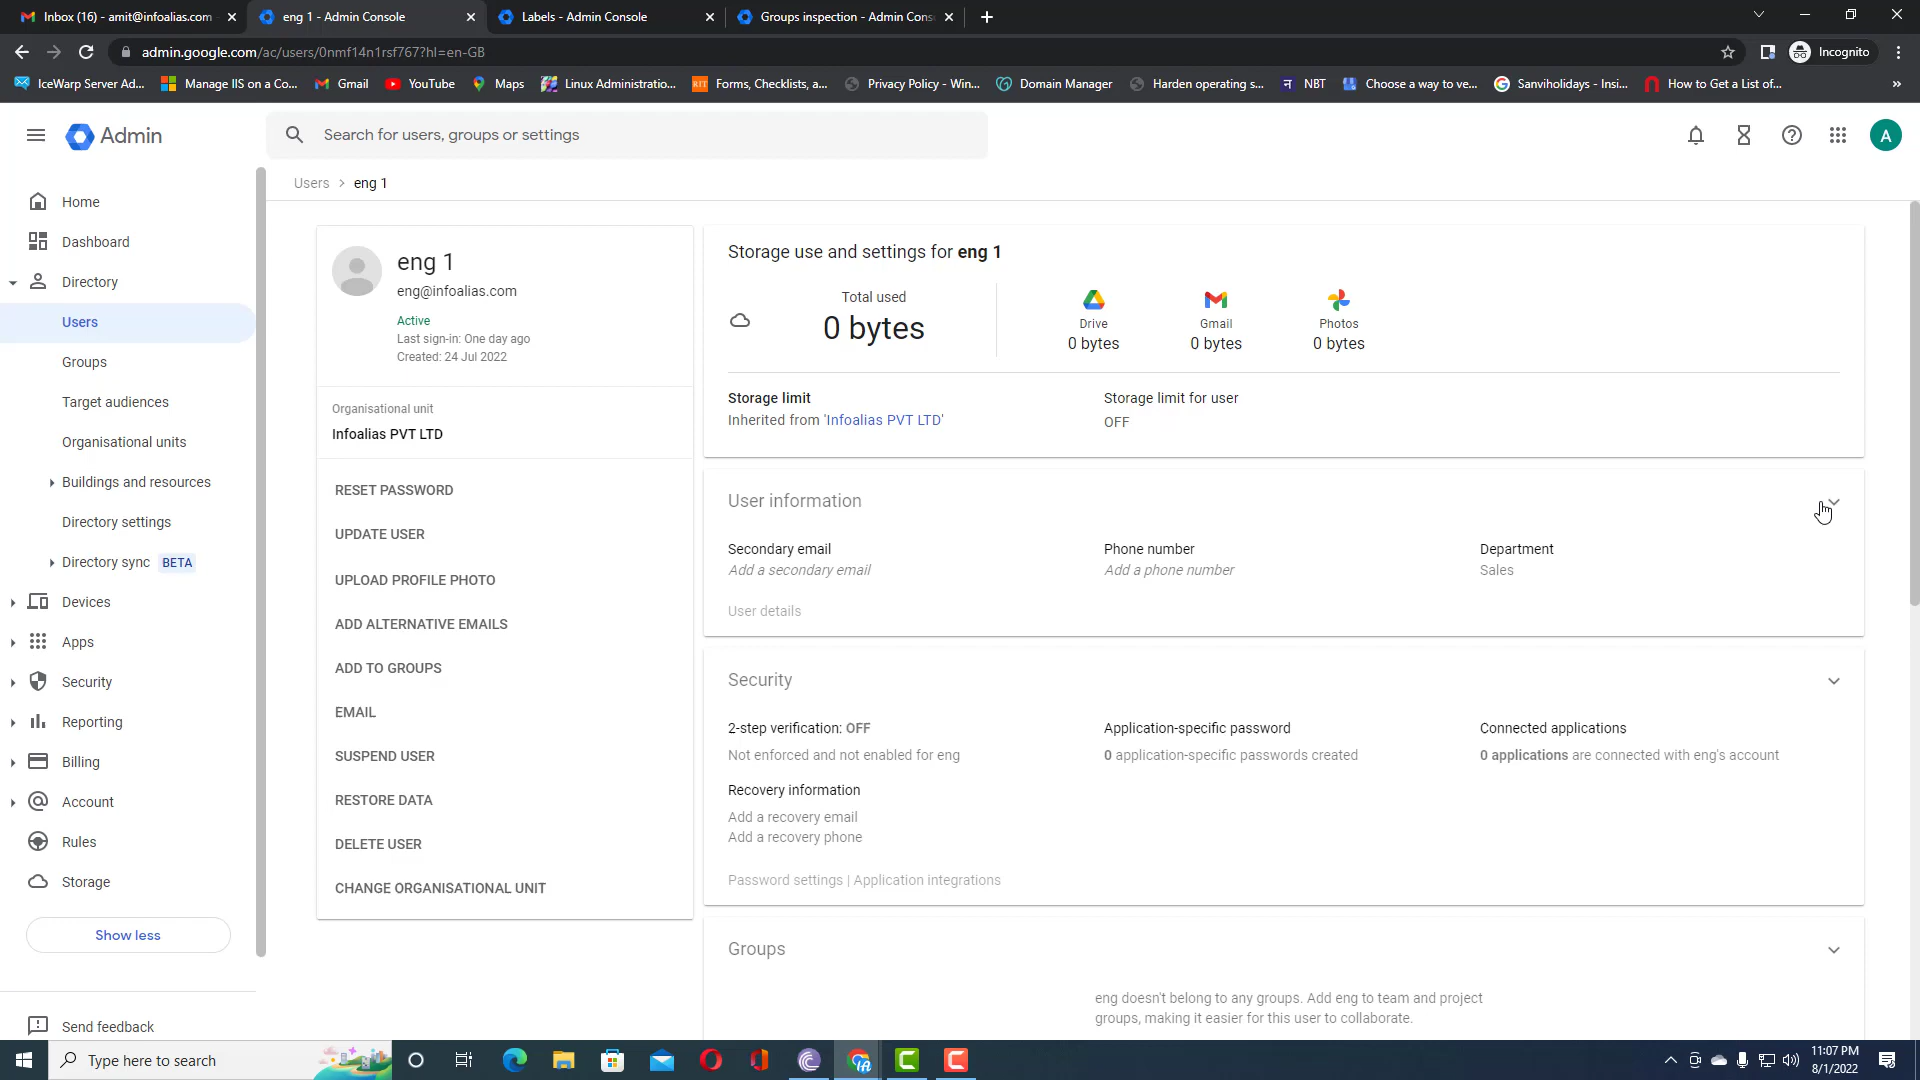 Inbox (16) - amit@infoalias.com
eng 1 - Admin Console
Labels - Admin Console
Groups inspection - Admin Cons
admin.google.com/ac/users/0nmf14n1rsf767?hl=en-GB
Incognito
IceWarp Server Ad...
Manage IIS on a Co...
Gmail
YouTube
Maps
Linux Administratio...
Forms, Checklists, a...
Privacy Policy - Win...
Domain Manager
Harden operating s...
NBT
Choose a way to ve...
Sanviholidays - Insi...
How to Get a List of...
»
Admin
Search for users, groups or settings
A
Home
Dashboard
Directory
Users
Groups
Target audiences
Organisational units
Buildings and resources
Directory settings
Directory sync BETA
Devices
Apps
Security
Reporting
Billing
Account
Rules
Storage
Show less
Send feedback
Users > eng 1
eng 1
eng@infoalias.com
Active
Last sign-in: One day ago
Created: 24 Jul 2022
Organisational unit
Infoalias PVT LTD
RESET PASSWORD
UPDATE USER
UPLOAD PROFILE PHOTO
ADD ALTERNATIVE EMAILS
ADD TO GROUPS
EMAIL
SUSPEND USER
RESTORE DATA
DELETE USER
CHANGE ORGANISATIONAL UNIT
Storage use and settings for eng 1
Total used
0 bytes
Drive
0 bytes
Gmail
0 bytes
Photos
0 bytes
Storage limit
Inherited from 'Infoalias PVT LTD'
Storage limit for user
OFF
User information
Secondary email
Add a secondary email
Phone number
Add a phone number
Department
Sales
User details
Security
2-step verification: OFF
Not enforced and not enabled for eng
Application-specific password
0 application-specific passwords created
Connected applications
0 applications are connected with eng's account
Recovery information
Add a recovery email
Add a recovery phone
Password settings | Application integrations
Groups
eng doesn't belong to any groups. Add eng to team and project
groups, making it easier for this user to collaborate.
Type here to search
11:07 PM
8/1/2022